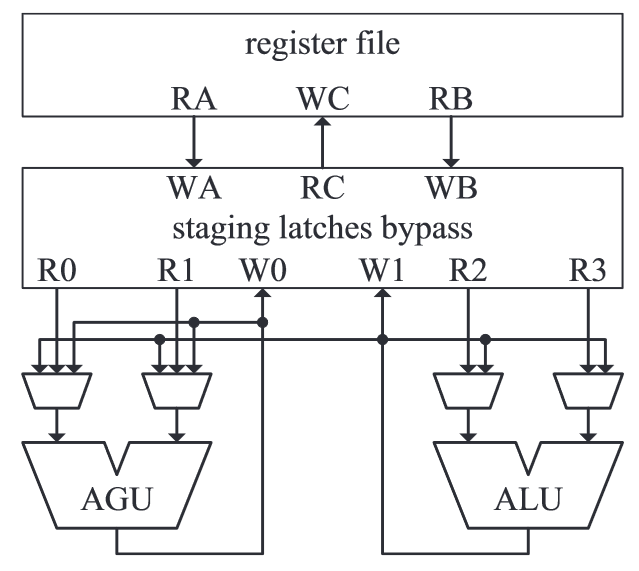 register file
RA WC RB
WA RC WB
staging latches bypass
R0 R1 W0 W1 R2 R3
AGU ALU